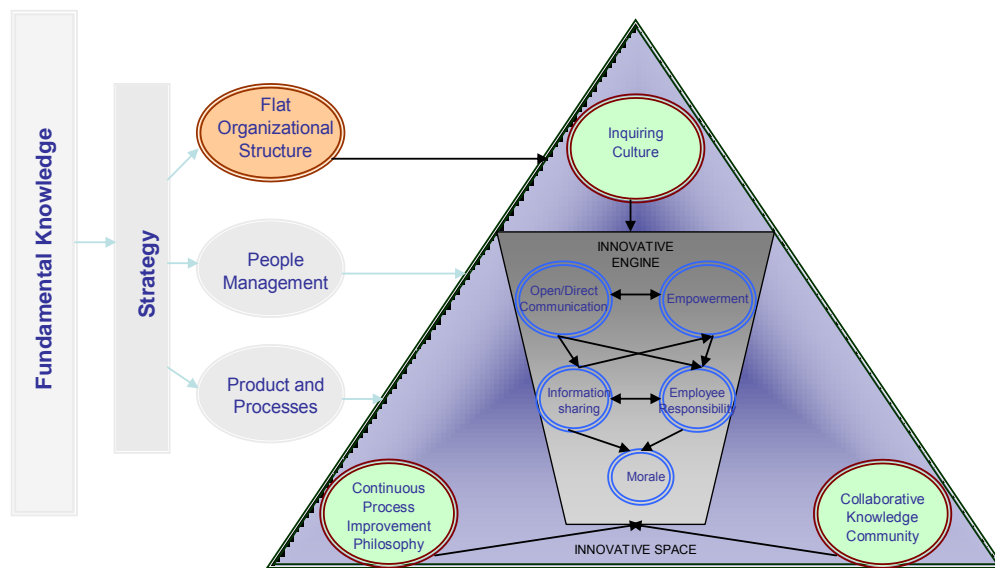 Fundamental Knowledge
Strategy
Flat
Organizational
Structure
People
Management
Product and
Processes
Inquiring
Culture
INNOVATIVE
ENGINE
Open/Direct
Communication
Empowerment
Information
sharing
Employee
Responsibility
Morale
Continuous
Process
Improvement
Philosophy
Collaborative
Knowledge
Community
INNOVATIVE SPACE